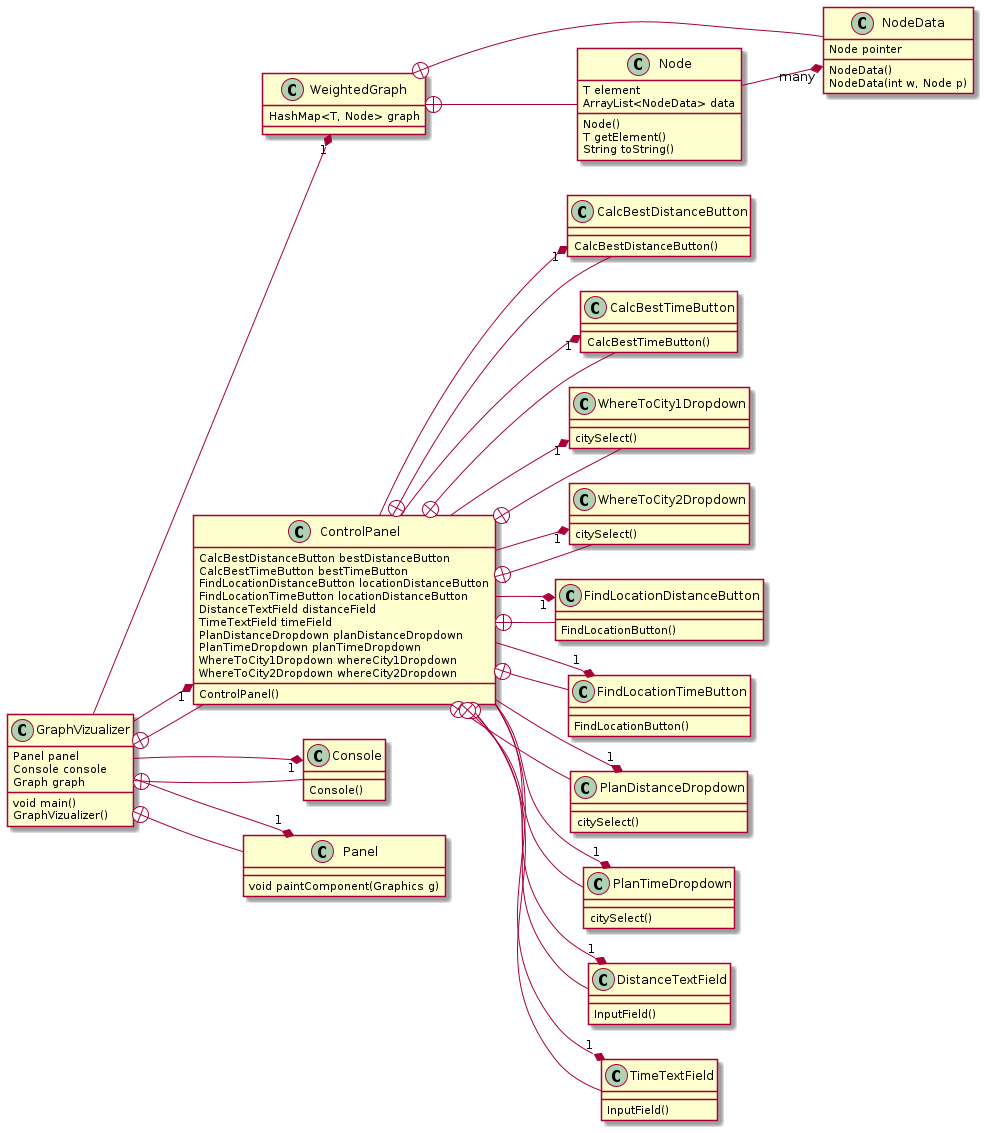 C NodeData
Node pointer
NodeData()
NodeData(int w, Node p)
C Node
T element
ArrayList<NodeData> data
Node()
T getElement()
String toString()
many
C WeightedGraph
HashMap<T, Node> graph
1
C CalcBestDistanceButton
CalcBestDistanceButton()
1
C CalcBestTimeButton
CalcBestTimeButton()
1
C WhereToCity1Dropdown
citySelect()
1
C WhereToCity2Dropdown
citySelect()
1
C ControlPanel
CalcBestDistanceButton bestDistanceButton
CalcBestTimeButton bestTimeButton
FindLocationDistanceButton locationDistanceButton
FindLocationTimeButton locationDistanceButton
DistanceTextField distanceField
TimeTextField timeField
PlanDistanceDropdown planDistanceDropdown
PlanTimeDropdown planTimeDropdown
WhereToCity1Dropdown whereCity1Dropdown
WhereToCity2Dropdown whereCity2Dropdown
ControlPanel()
1
C FindLocationDistanceButton
FindLocationButton()
1
C FindLocationTimeButton
FindLocationButton()
1
C GraphVizualizer
Panel panel
Console console
Graph graph
void main()
GraphVizualizer()
1
C Console
Console()
1
C PlanDistanceDropdown
citySelect()
1
C Panel
void paintComponent(Graphics g)
1
C PlanTimeDropdown
citySelect()
1
C DistanceTextField
InputField()
1
C TimeTextField
InputField()
1